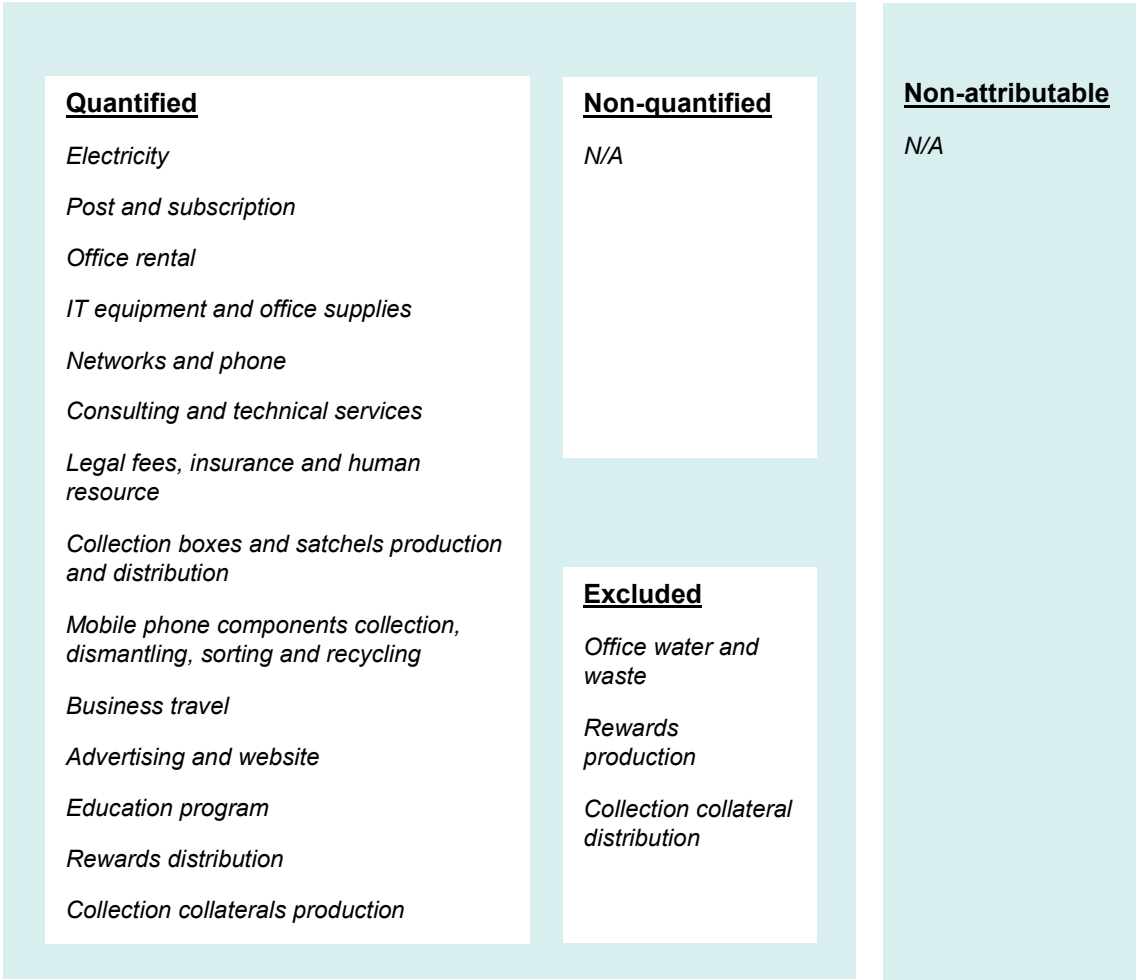 Quantified
Electricity
Post and subscription
Office rental
IT equipment and office supplies
Networks and phone
Consulting and technical services
Legal fees, insurance and human
resource
Collection boxes and satchels production
and distribution
Mobile phone components collection,
dismantling, sorting and recycling
Business travel
Advertising and website
Education program
Rewards distribution
Collection collaterals production
Non-quantified
N/A
Excluded
Office water and
waste
Rewards
production
Collection collateral
distribution
Non-attributable
N/A